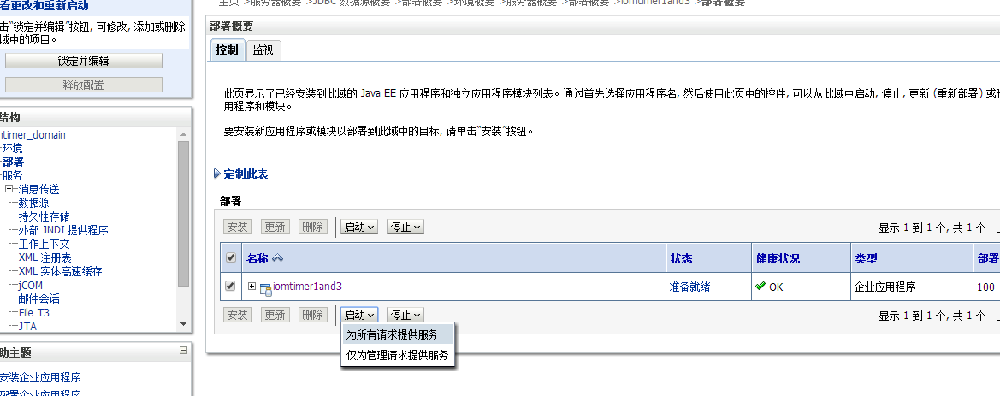 看更改和重新启动
击"锁定并编辑"按钮, 可修改, 添加或删除
域中的项目。
锁定并编辑
释放配置
结构
mtimer_domain
环境
部署
服务
消息传送
数据源
持久性存储
外部 JNDI 提供程序
工作上下文
XML 注册表
XML 实体高速缓存
jCOM
邮件会话
File T3
JTA
助主题
安装企业应用程序
配置企业应用程序
主页 >服务器概要 >JDBC 数据源概要 >部署概要 >环境概要 >服务器概要 >部署概要 >iomtimer1and3 >部署概要
部署概要
控制 监视
此页显示了已经安装到此域的 Java EE 应用程序和独立应用程序模块列表。通过首先选择应用程序名, 然后使用此页中的控件, 可以从此域中启动, 停止, 更新 (重新部署) 或
用程序和模块。
要安装新应用程序或模块以部署到此域中的目标, 请单击"安装"按钮。
定制此表
部署
安装 更新 删除 启动 停止 显示 1 到 1 个, 共 1 个
名称 状态 健康状况 类型 部署
iomtimer1and3 准备就绪 OK 企业应用程序 100
安装 更新 删除 启动 停止 显示 1 到 1 个, 共 1 个
为所有请求提供服务
仅为管理请求提供服务